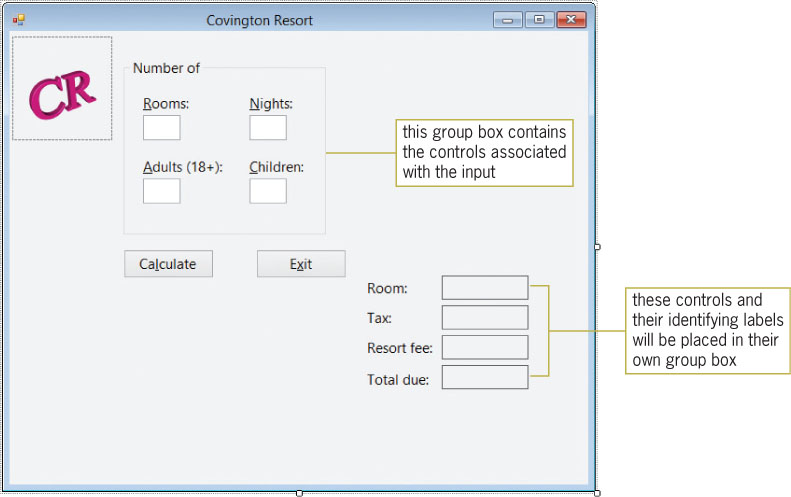 Covington Resort
CR
Number of
Rooms:
Nights:
this group box contains
the controls associated
with the input
Adults (18+):
Children:
Calculate
Exit
Room:
Tax:
Resort fee:
Total due:
these controls and
their identifying labels
will be placed in their
own group box